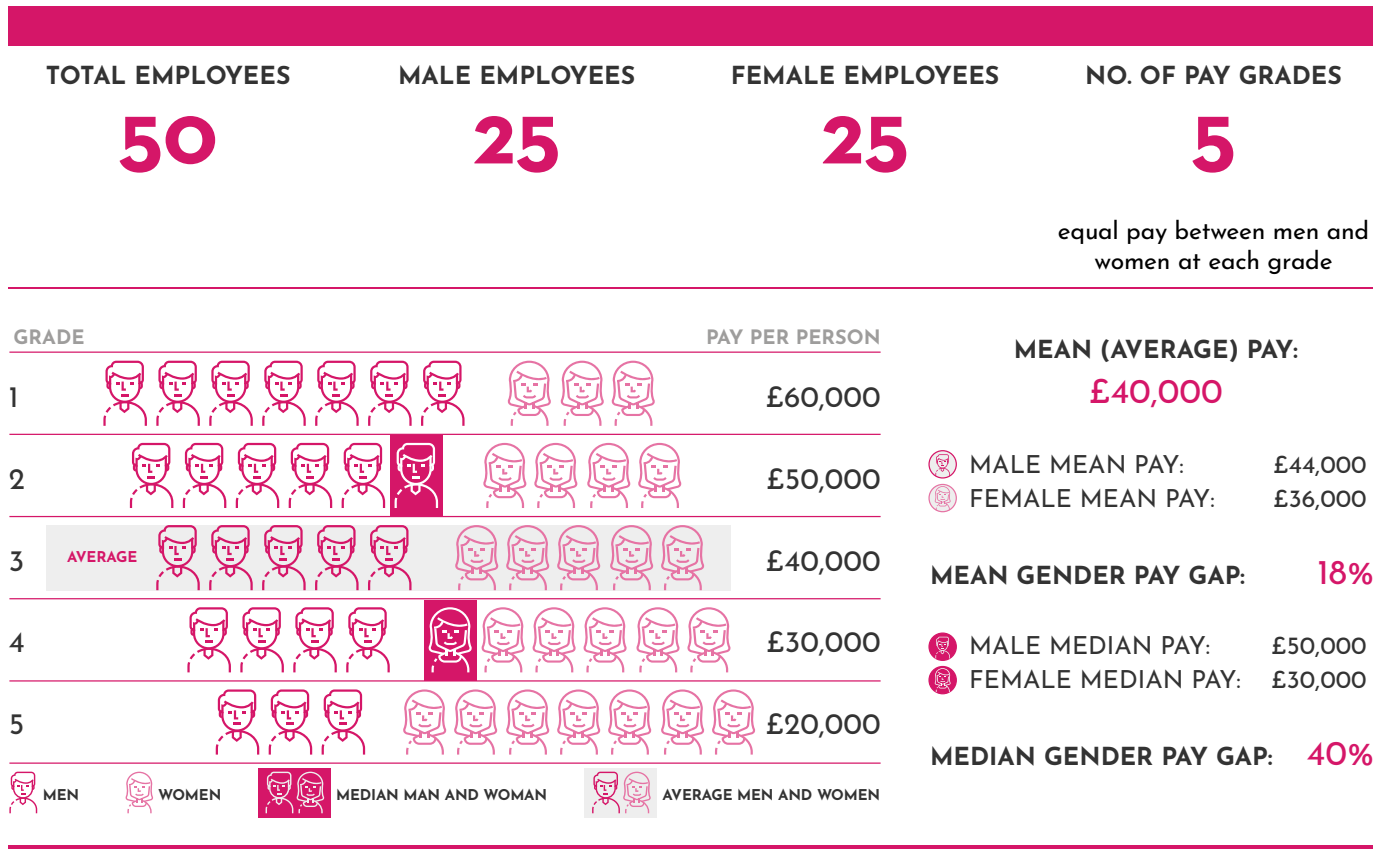 TOTAL EMPLOYEES
50
MALE EMPLOYEES
25
FEMALE EMPLOYEES
25
NO. OF PAY GRADES
5
equal pay between men and
women at each grade
GRADE PAY PER PERSON
1 £60,000
2 £50,000
3 AVERAGE £40,000
4 £30,000
5 £20,000
MEN WOMEN MEDIAN MAN AND WOMAN AVERAGE MEN AND WOMEN
MEAN (AVERAGE) PAY:
£40,000
MALE MEAN PAY: £44,000
FEMALE MEAN PAY: £36,000
MEAN GENDER PAY GAP: 18%
MALE MEDIAN PAY: £50,000
FEMALE MEDIAN PAY: £30,000
MEDIAN GENDER PAY GAP: 40%